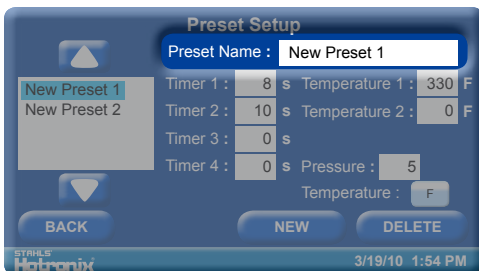 Preset Setup
Preset Name : New Preset 1
New Preset 1
New Preset 2
Timer 1 : 8 s Temperature 1 : 330 F
Timer 2 : 10 s Temperature 2 : 0 F
Timer 3 : 0 s
Timer 4 : 0 s Pressure : 5
Temperature : F
BACK NEW DELETE
STAHLS'
Hotronix
3/19/10 1:54 PM